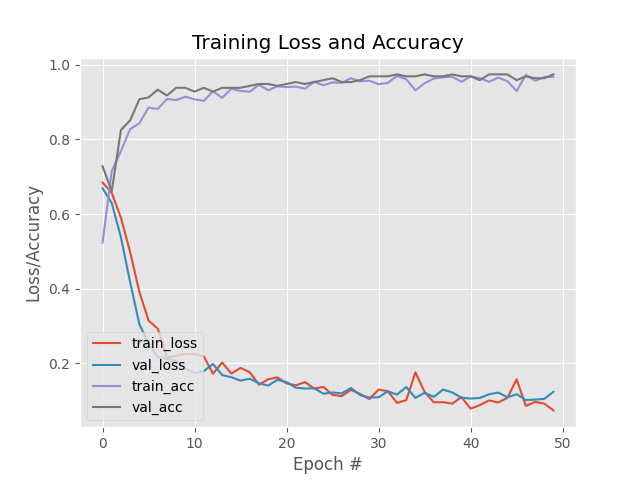 Training Loss and Accuracy
1.0
0.8
0.6
0.4
0.2
Loss/Accuracy
train_loss
val_loss
train_acc
val_acc
0
10
20
30
40
50
Epoch #